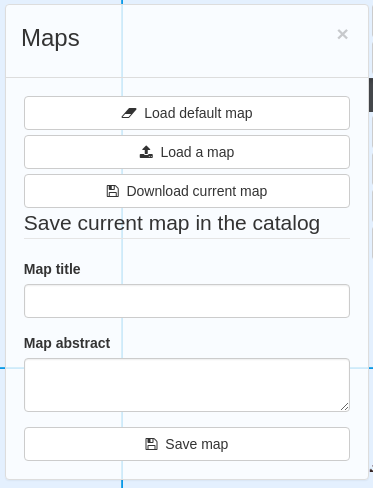 Maps
×
Load default map
Load a map
Download current map
Save current map in the catalog
Map title
Map abstract
Save map